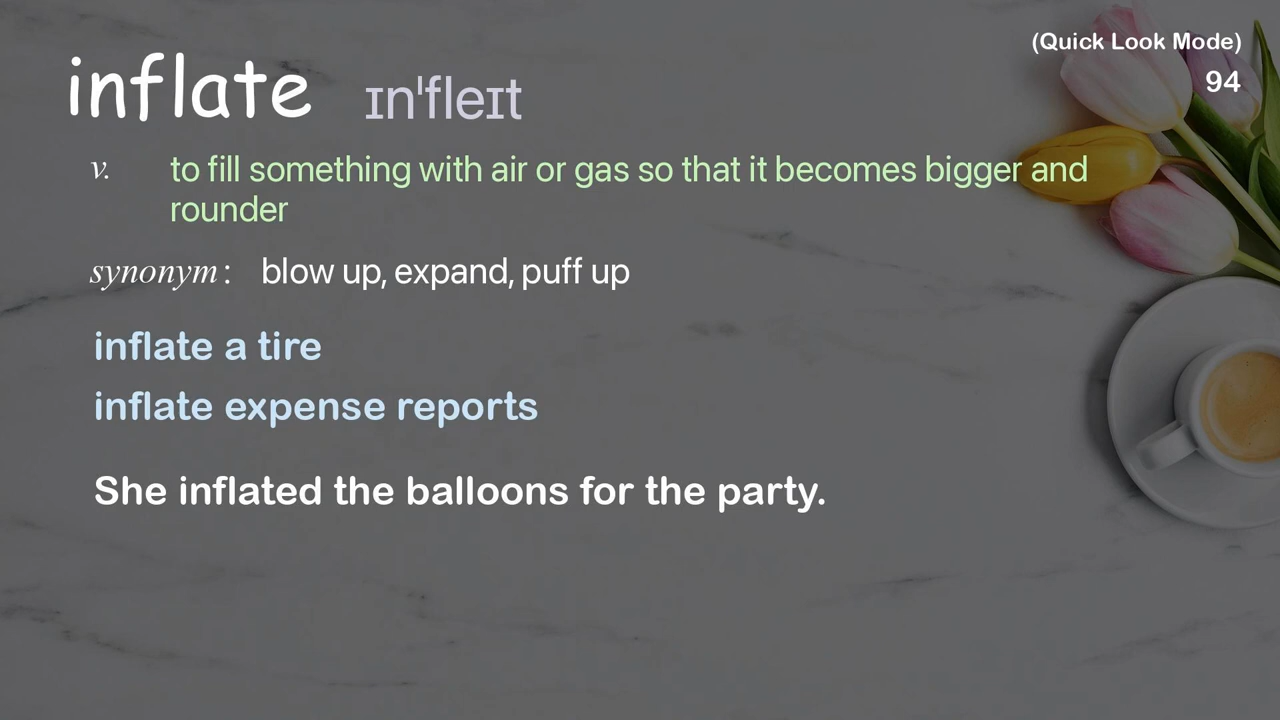 (Quick Look Mode)
94
inflate ɪnˈfleɪt
v. to fill something with air or gas so that it becomes bigger and
rounder
synonym: blow up, expand, puff up
inflate a tire
inflate expense reports
She inflated the balloons for the party.